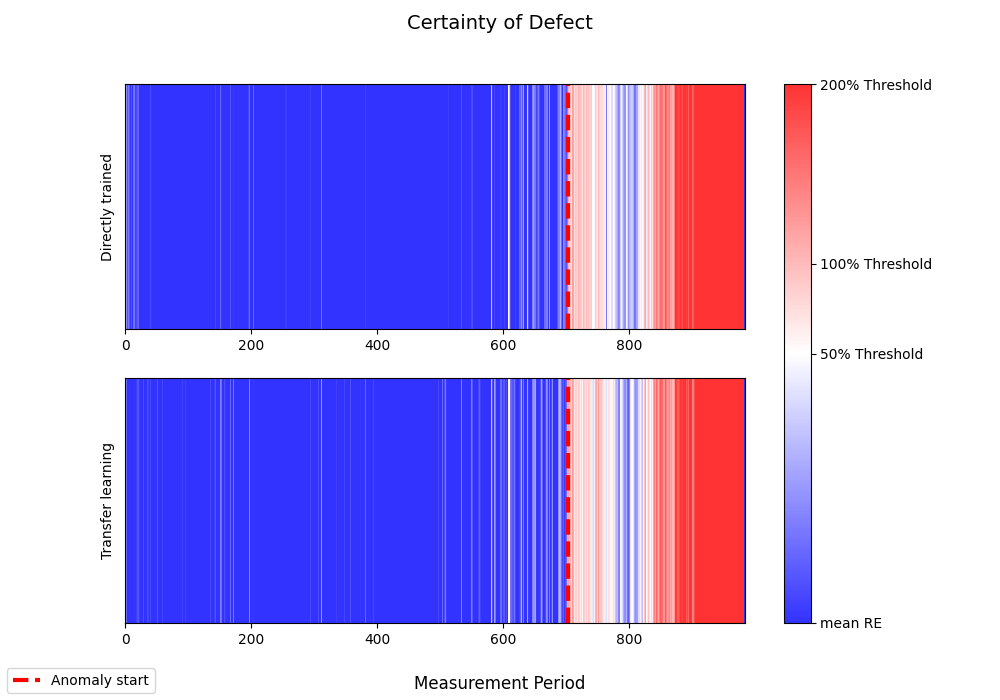 Certainty of Defect
Directly trained
0 200 400 600 800
Transfer learning
0 200 400 600 800
Measurement Period
200% Threshold
100% Threshold
50% Threshold
mean RE
Anomaly start